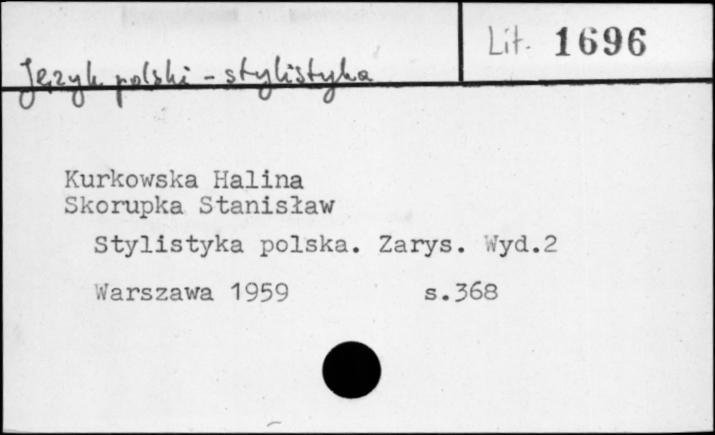 Lit. 1696
Język polski - stylistyka
Kurkowska Halina
Skorupka Stanisław
Stylistyka polska. Zarys. Wyd.2
Warszawa 1959 s.368